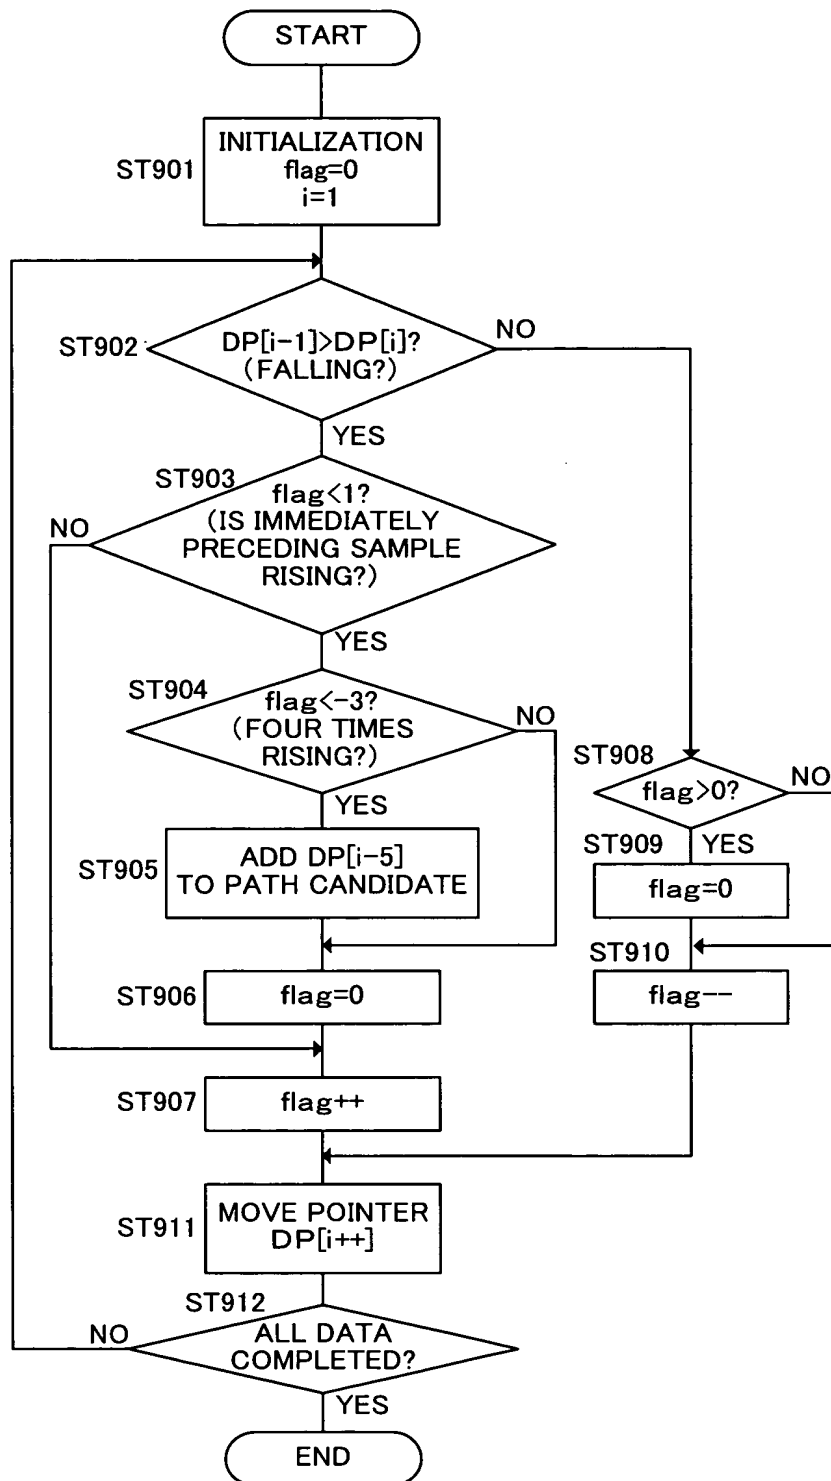 START
INITIALIZATION
flag=0
i=1
ST901
ST902
DP[i-1]>DP[i]?
(FALLING?)
NO
YES
ST903
flag<1?
(IS IMMEDIATELY
PRECEDING SAMPLE
RISING?)
NO
YES
ST904
flag<-3?
(FOUR TIMES
RISING?)
NO
YES
ST905
ADD DP[i-5]
TO PATH CANDIDATE
ST906
flag=0
ST907
flag++
ST908
flag>0?
NO
YES
ST909
flag=0
ST910
flag--
ST911
MOVE POINTER
DP[i++]
ST912
ALL DATA
COMPLETED?
NO
YES
END